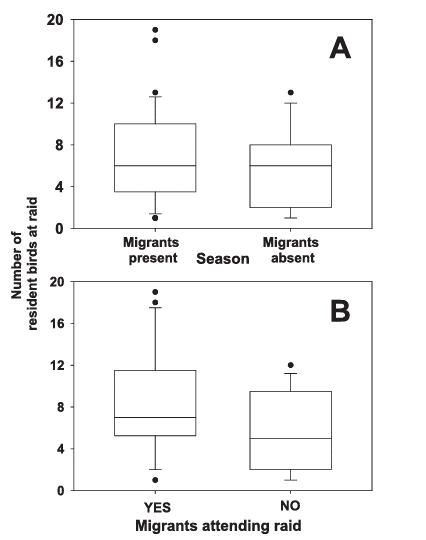 20
A
16
12
8
4
0
Migrants present
Migrants absent
Season
Number of
resident birds at raid
20
B
16
12
8
4
0
YES
NO
Migrants attending raid